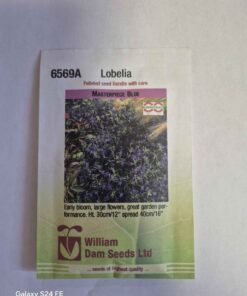 6569A Lobelia
Pelleted seed Handle with care
MASTERPIECE BLUE
Early bloom, large flowers, great garden per-
formance. Ht. 30cm/12" spread 40cm/16"
William
Dam Seeds Ltd
... seeds of highest quality ...
Galaxy S24 FE